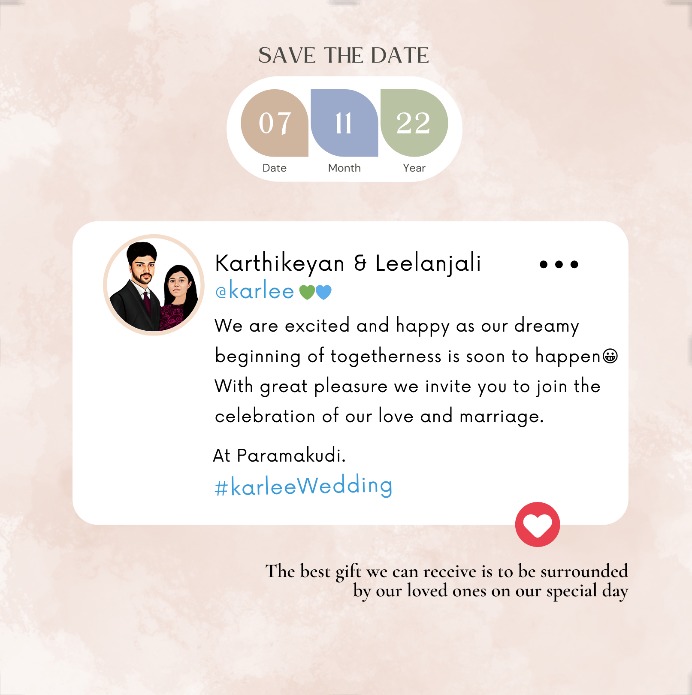 SAVE THE DATE
07 11 22
Date Month Year
Karthikeyan & Leelanjali
@karlee💚💙
We are excited and happy as our dreamy
beginning of togetherness is soon to happen😀
With great pleasure we invite you to join the
celebration of our love and marriage.
At Paramakudi.
#karleeWedding
The best gift we can receive is to be surrounded
by our loved ones on our special day